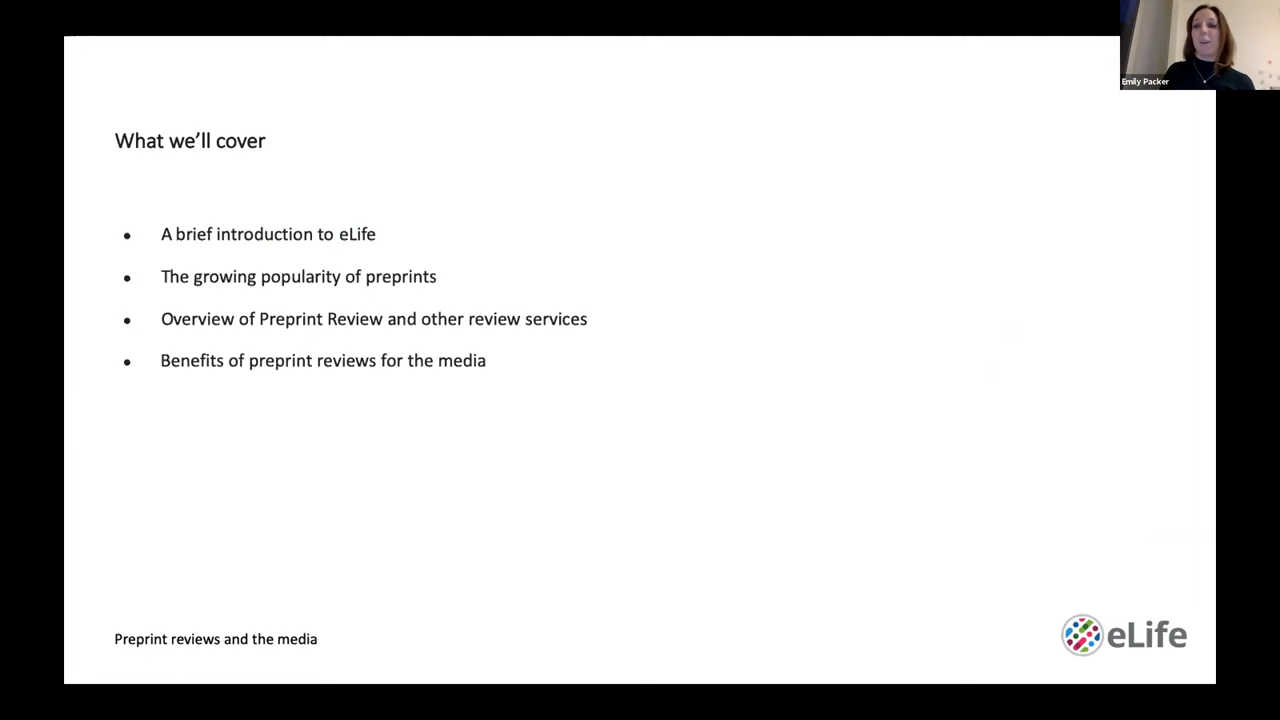 Emily Packer
What we’ll cover
● A brief introduction to eLife
● The growing popularity of preprints
● Overview of Preprint Review and other review services
● Benefits of preprint reviews for the media
Preprint reviews and the media
eLife